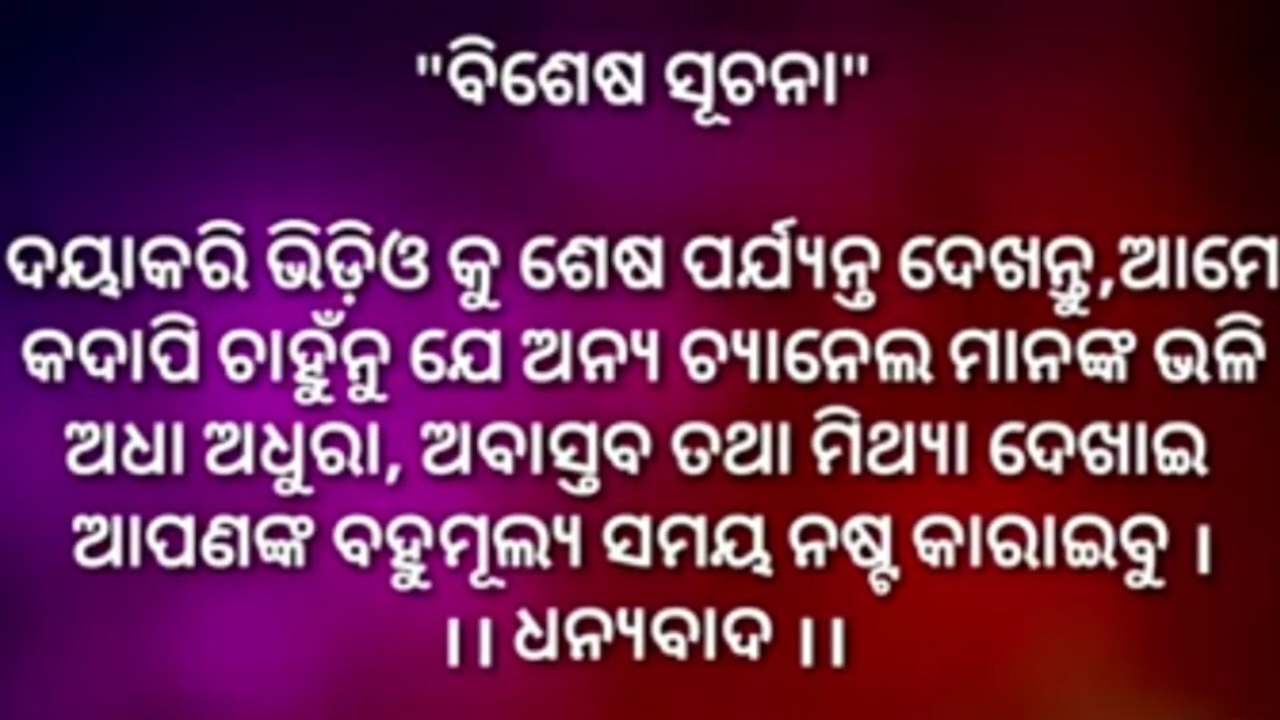 "ବିଶେଷ ସୂଚନା"
ଦୟାକରି ଭିଡ଼ିଓ କୁ ଶେଷ ପର୍ଯ୍ୟନ୍ତ ଦେଖନ୍ତୁ,ଆମେ
କଦାପି ଚାହୁଁନୁ ଯେ ଅନ୍ୟ ଚ୍ୟାନେଲ ମାନଙ୍କ ଭଳି
ଅଧା ଅଧୁରା, ଅବାସ୍ତବ ତଥା ମିଥ୍ୟା ଦେଖାଇ
ଆପଣଙ୍କ ବହୁମୂଲ୍ୟ ସମୟ ନଷ୍ଟ କାରାଇବୁ ।
।। ଧନ୍ୟବାଦ ।।